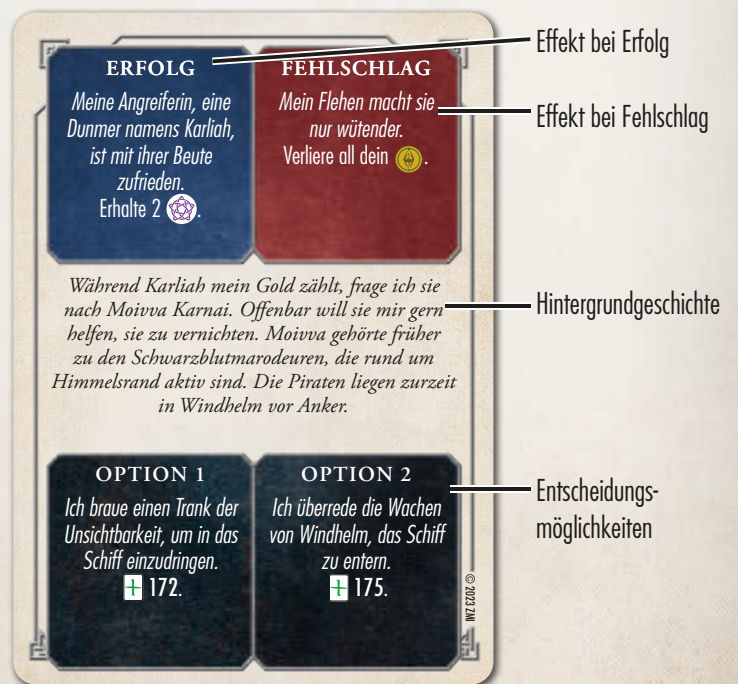 ERFOLG
Meine Angreiferin, eine
Dunmer namens Karliah,
ist mit ihrer Beute
zufrieden.
Erhalte 2 .
FEHLSCHLAG
Mein Flehen macht sie
nur wütender.
Verliere all dein .
Während Karliah mein Gold zählt, frage ich sie
nach Moivva Karnai. Offenbar will sie mir gern
helfen, sie zu vernichten. Moivva gehörte früher
zu den Schwarzblutmarodeuren, die rund um
Himmelsrand aktiv sind. Die Piraten liegen zurzeit
in Windhelm vor Anker.
OPTION 1
Ich braue einen Trank der
Unsichtbarkeit, um in das
Schiff einzudringen.
172.
OPTION 2
Ich überrede die Wachen
von Windhelm, das Schiff
zu entern.
175.
© 2023 ZMI
Effekt bei Erfolg
Effekt bei Fehlschlag
Hintergrundgeschichte
Entscheidungs-
möglichkeiten